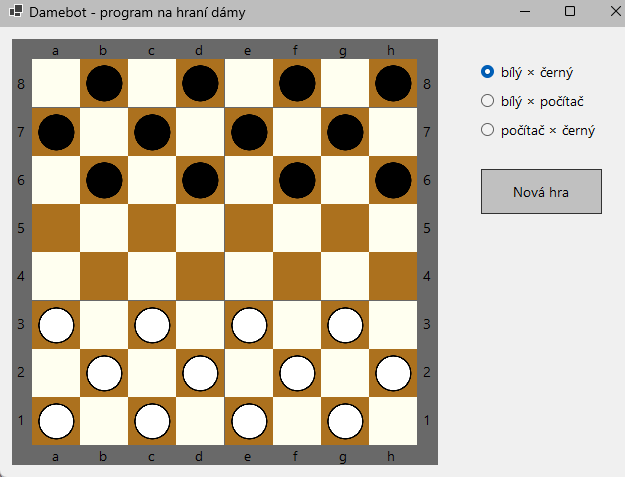 Damebot - program na hraní dámy
a b c d e f g h
8 8
7 7
6 6
5 5
4 4
3 3
2 2
1 1
a b c d e f g h
bílý × černý
bílý × počítač
počítač × černý
Nová hra